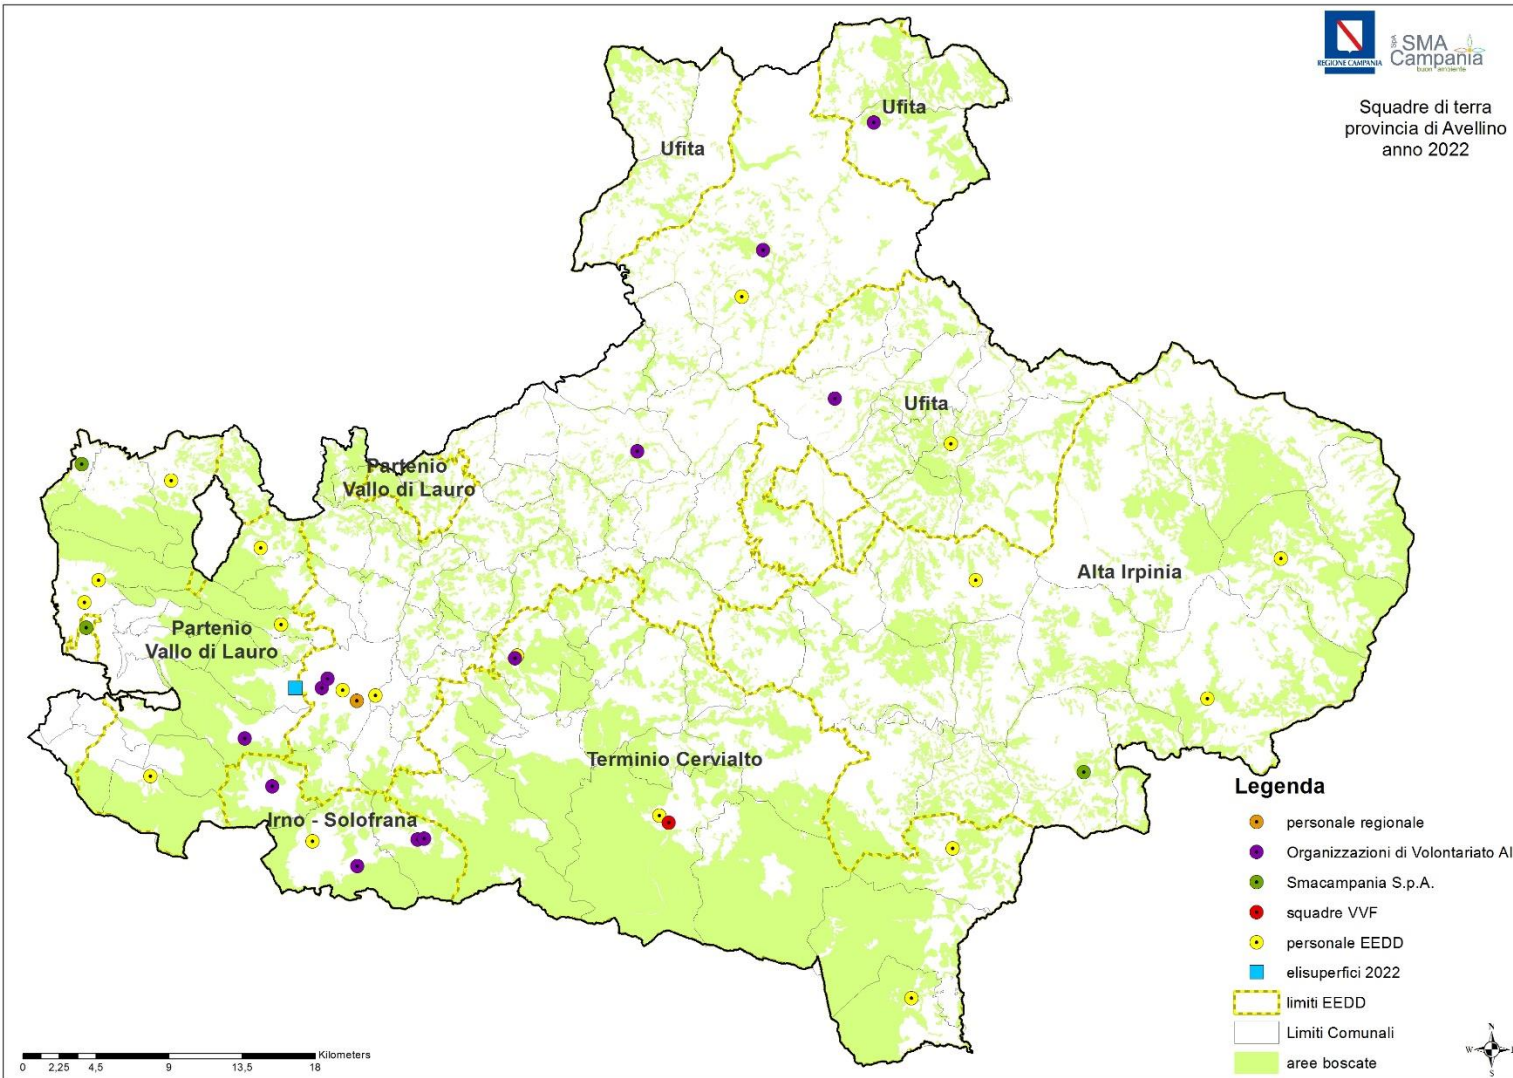 REGIONE CAMPANIA
SpA
SMA
Campania
buon ambiente
Squadre di terra
provincia di Avellino
anno 2022
Ufita
Ufita
Ufita
Partenio
Vallo di Lauro
Alta Irpinia
Partenio
Vallo di Lauro
Terminio Cervialto
Irno - Solofrana
Legenda
personale regionale
Organizzazioni di Volontariato AI
Smacampania S.p.A.
squadre VVF
personale EEDD
elisuperfici 2022
limiti EEDD
Limiti Comunali
aree boscate
Kilometers
0 2,25 4,5 9 13,5 18
N
W E
S